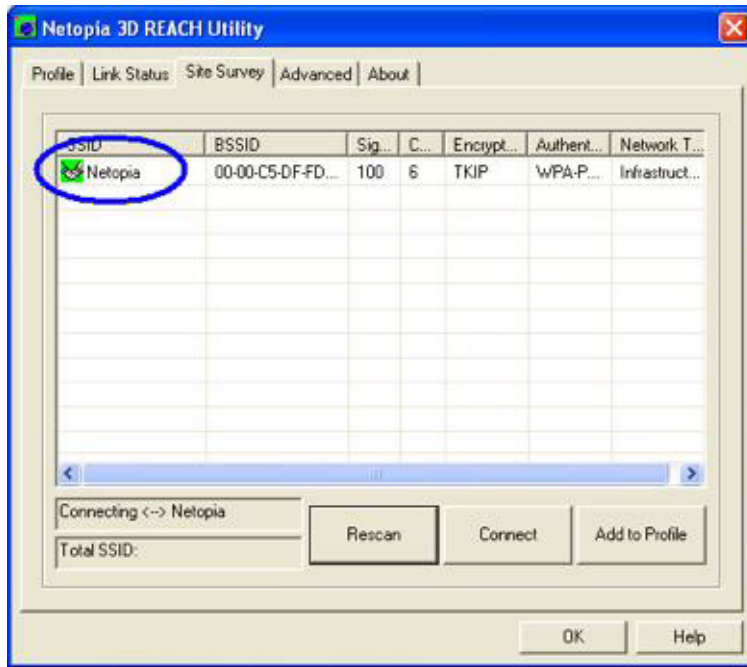 Netopia 3D REACH Utility
Profile Link Status Site Survey Advanced About
SSID BSSID Sig... C... Encrypt... Authent... Network T...
Netopia 00-00-C5-DF-FD... 100 6 TKIP WPA-P... Infrastruct...
Connecting <--> Netopia
Total SSID:
Rescan Connect Add to Profile
OK Help